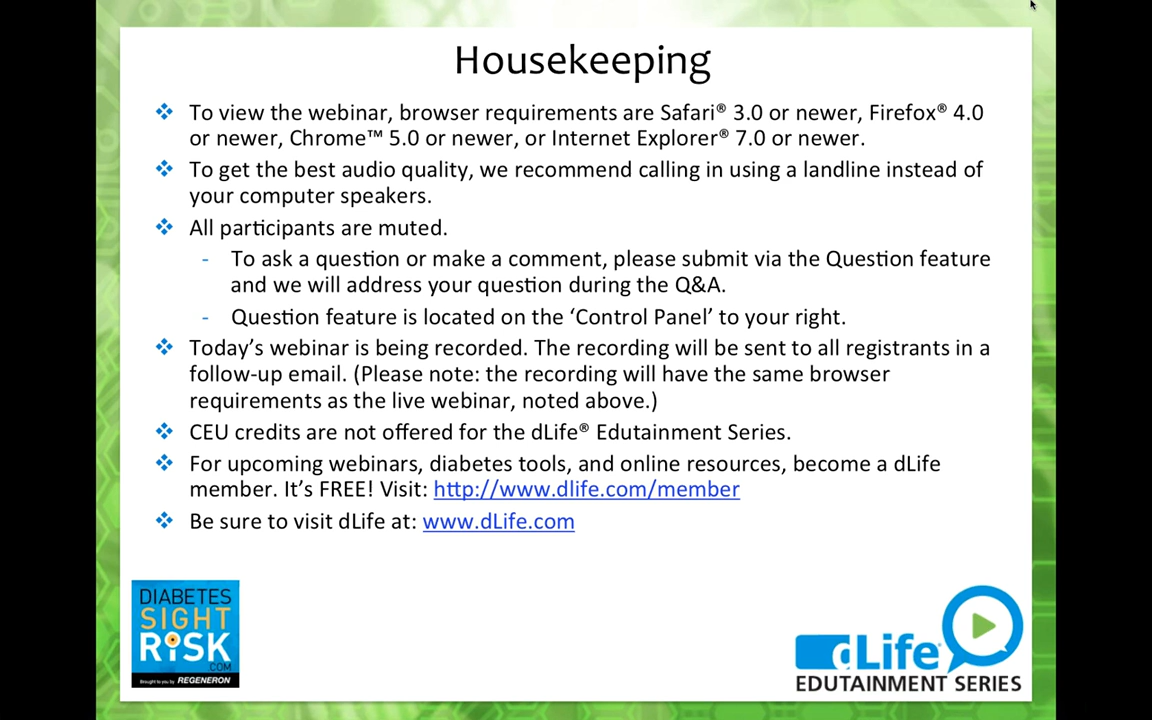 Housekeeping
To view the webinar, browser requirements are Safari® 3.0 or newer, Firefox® 4.0
or newer, Chrome™ 5.0 or newer, or Internet Explorer® 7.0 or newer.
To get the best audio quality, we recommend calling in using a landline instead of
your computer speakers.
All participants are muted.
- To ask a question or make a comment, please submit via the Question feature
and we will address your question during the Q&A.
- Question feature is located on the ‘Control Panel’ to your right.
Today’s webinar is being recorded. The recording will be sent to all registrants in a
follow-up email. (Please note: the recording will have the same browser
requirements as the live webinar, noted above.)
CEU credits are not offered for the dLife® Edutainment Series.
For upcoming webinars, diabetes tools, and online resources, become a dLife
member. It’s FREE! Visit: http://www.dlife.com/member
Be sure to visit dLife at: www.dLife.com
DIABETES
SIGHT
RISK
.COM
Brought to you by REGENERON
dLife®
EDUTAINMENT SERIES